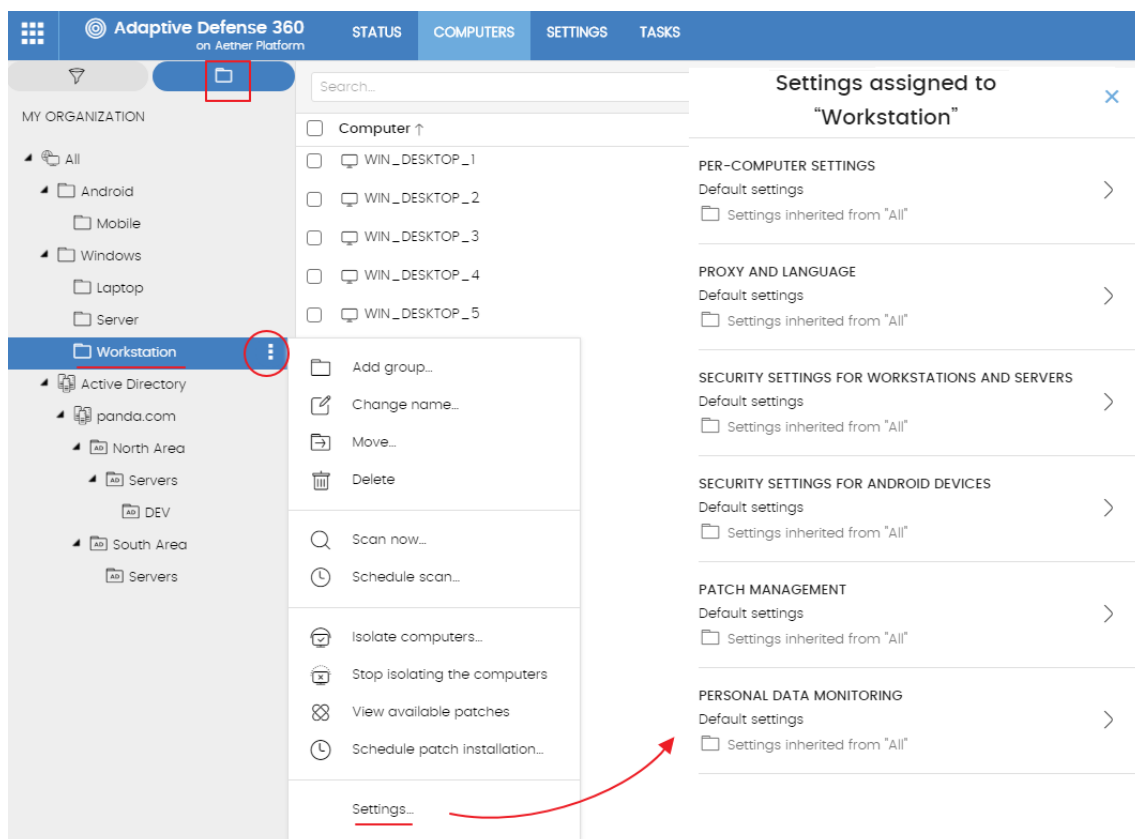 Adaptive Defense 360
on Aether Platform
STATUS
COMPUTERS
SETTINGS
TASKS
MY ORGANIZATION
All
Android
Mobile
Windows
Laptop
Server
Workstation
Active Directory
panda.com
AD North Area
AD Servers
AD DEV
AD South Area
AD Servers
Search...
Computer ↑
WIN_DESKTOP_1
WIN_DESKTOP_2
WIN_DESKTOP_3
WIN_DESKTOP_4
WIN_DESKTOP_5
Add group...
Change name...
Move...
Delete
Scan now...
Schedule scan...
Isolate computers...
Stop isolating the computers
View available patches
Schedule patch installation...
Settings...
Settings assigned to
“Workstation”
PER-COMPUTER SETTINGS
Default settings
Settings inherited from "All"
PROXY AND LANGUAGE
Default settings
Settings inherited from "All"
SECURITY SETTINGS FOR WORKSTATIONS AND SERVERS
Default settings
Settings inherited from "All"
SECURITY SETTINGS FOR ANDROID DEVICES
Default settings
Settings inherited from "All"
PATCH MANAGEMENT
Default settings
Settings inherited from "All"
PERSONAL DATA MONITORING
Default settings
Settings inherited from "All"